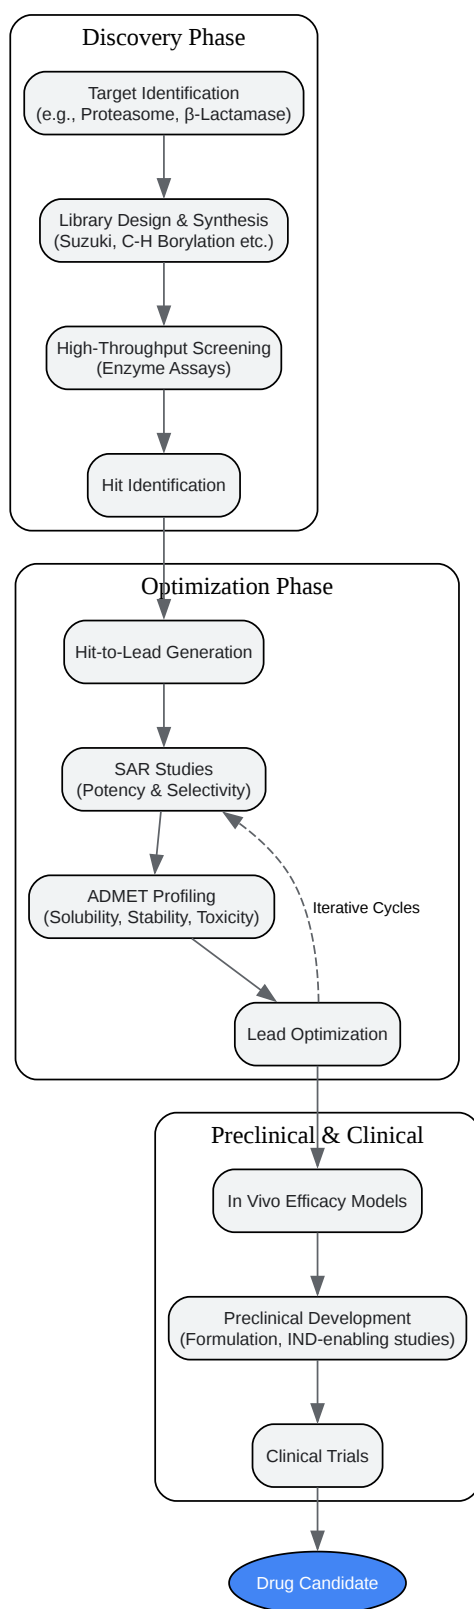 Discovery Phase
Target Identification
(e.g., Proteasome, β-Lactamase)
Library Design & Synthesis
(Suzuki, C-H Borylation etc.)
High-Throughput Screening
(Enzyme Assays)
Hit Identification
Optimization Phase
Hit-to-Lead Generation
SAR Studies
(Potency & Selectivity)
ADMET Profiling
(Solubility, Stability, Toxicity)
Iterative Cycles
Lead Optimization
Preclinical & Clinical
In Vivo Efficacy Models
Preclinical Development
(Formulation, IND-enabling studies)
Clinical Trials
Drug Candidate